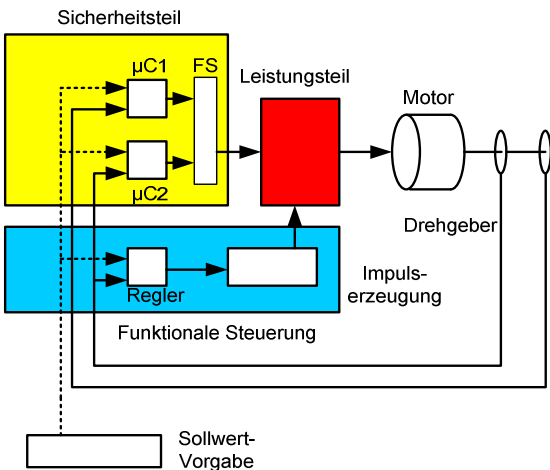 Sicherheitsteil
µC1
FS
Leistungsteil
Motor
µC2
Drehgeber
Regler
Impuls-
erzeugung
Funktionale Steuerung
Sollwert-
Vorgabe